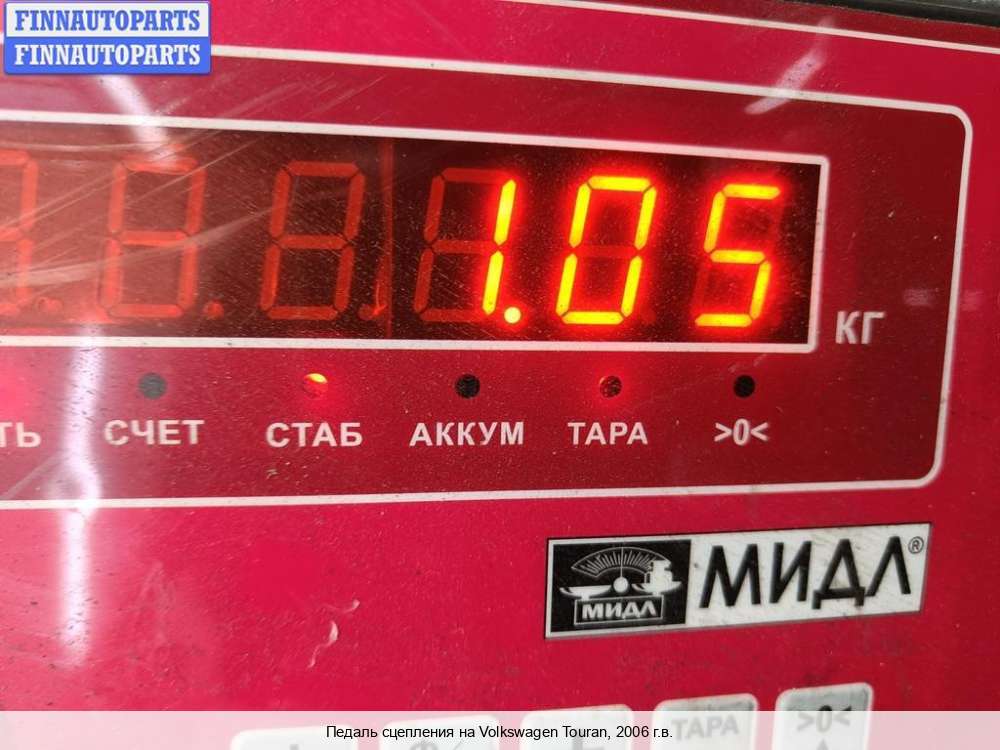 FINNAUTOPARTS
FINNAUTOPARTS
1.05
КГ
ТЬ СЧЕТ СТАБ АККУМ ТАРА >0<
МИДЛ МИДЛ®
ТАРА >0<
Педаль сцепления на Volkswagen Touran, 2006 г.в.